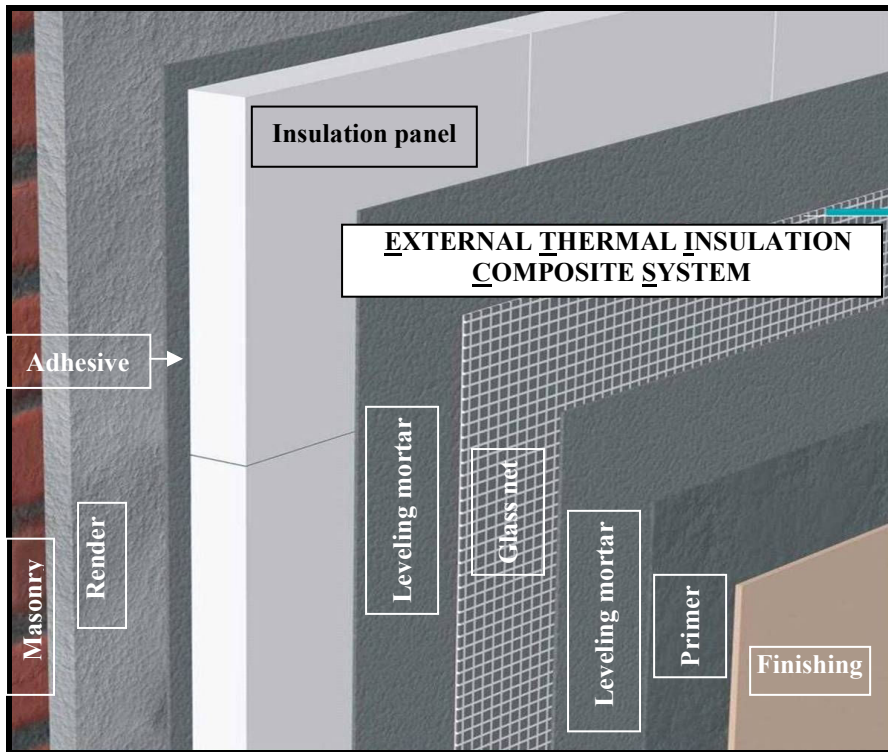 Insulation panel
EXTERNAL THERMAL INSULATION
COMPOSITE SYSTEM
Adhesive
Masonry
Render
Leveling mortar
Glass net
Leveling mortar
Primer
Finishing